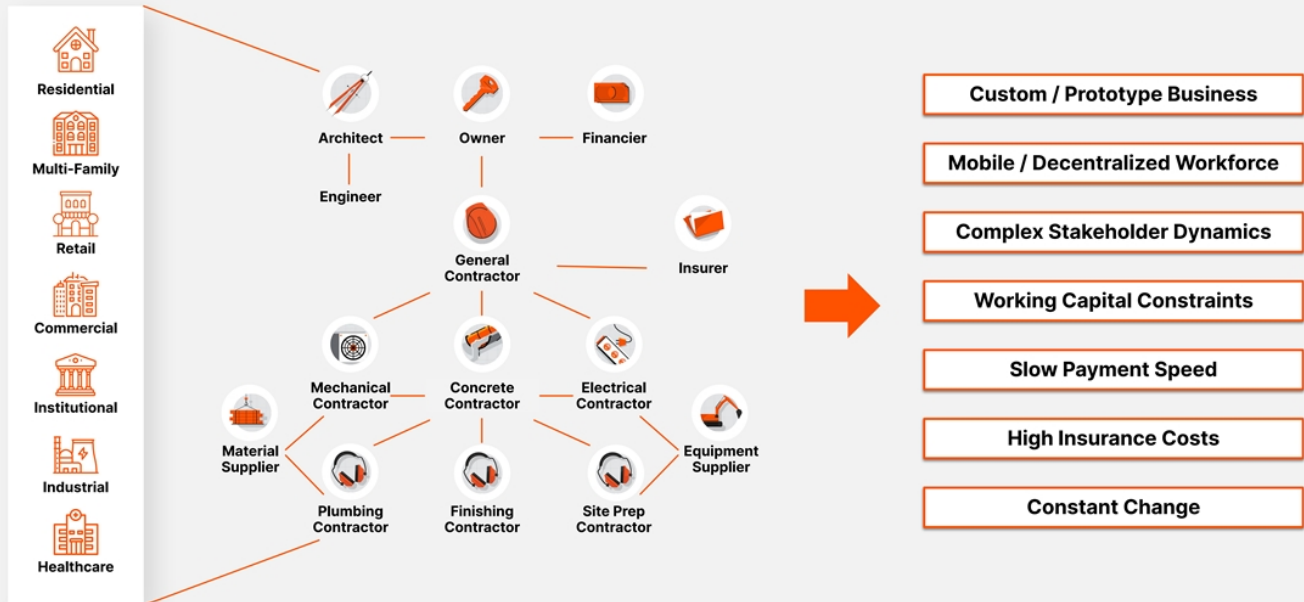 Residential
Multi-Family
Retail
Commercial
Institutional
Industrial
Healthcare
Architect
Owner
Financier
Engineer
General
Contractor
Insurer
Mechanical
Contractor
Concrete
Contractor
Electrical
Contractor
Material
Supplier
Equipment
Supplier
Plumbing
Contractor
Finishing
Contractor
Site Prep
Contractor
Custom / Prototype Business
Mobile / Decentralized Workforce
Complex Stakeholder Dynamics
Working Capital Constraints
Slow Payment Speed
High Insurance Costs
Constant Change